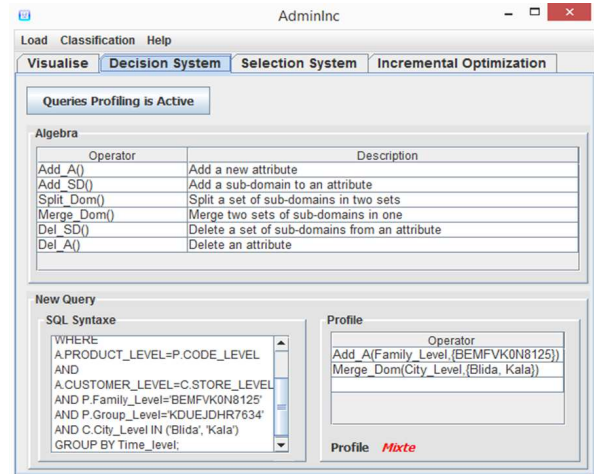 AdminInc
Load Classification Help
Visualise Decision System Selection System Incremental Optimization
Queries Profiling is Active
Algebra
Operator Description
Add_A() Add a new attribute
Add_SD() Add a sub-domain to an attribute
Split_Dom() Split a set of sub-domains in two sets
Merge_Dom() Merge two sets of sub-domains in one
Del_SD() Delete a set of sub-domains from an attribute
Del_A() Delete an attribute
New Query
SQL Syntaxe
WHERE
A.PRODUCT_LEVEL=P.CODE_LEVEL
AND
A.CUSTOMER_LEVEL=C.STORE_LEVEL
AND P.Family_Level='BEMFVK0N8125'
AND P.Group_Level='KDUEJDHR7634'
AND C.City_Level IN ('Blida', 'Kala')
GROUP BY Time_level;
Profile
Operator
Add_A(Family_Level,{BEMFVK0N8125})
Merge_Dom(City_Level,{Blida, Kala})
Profile Mixte